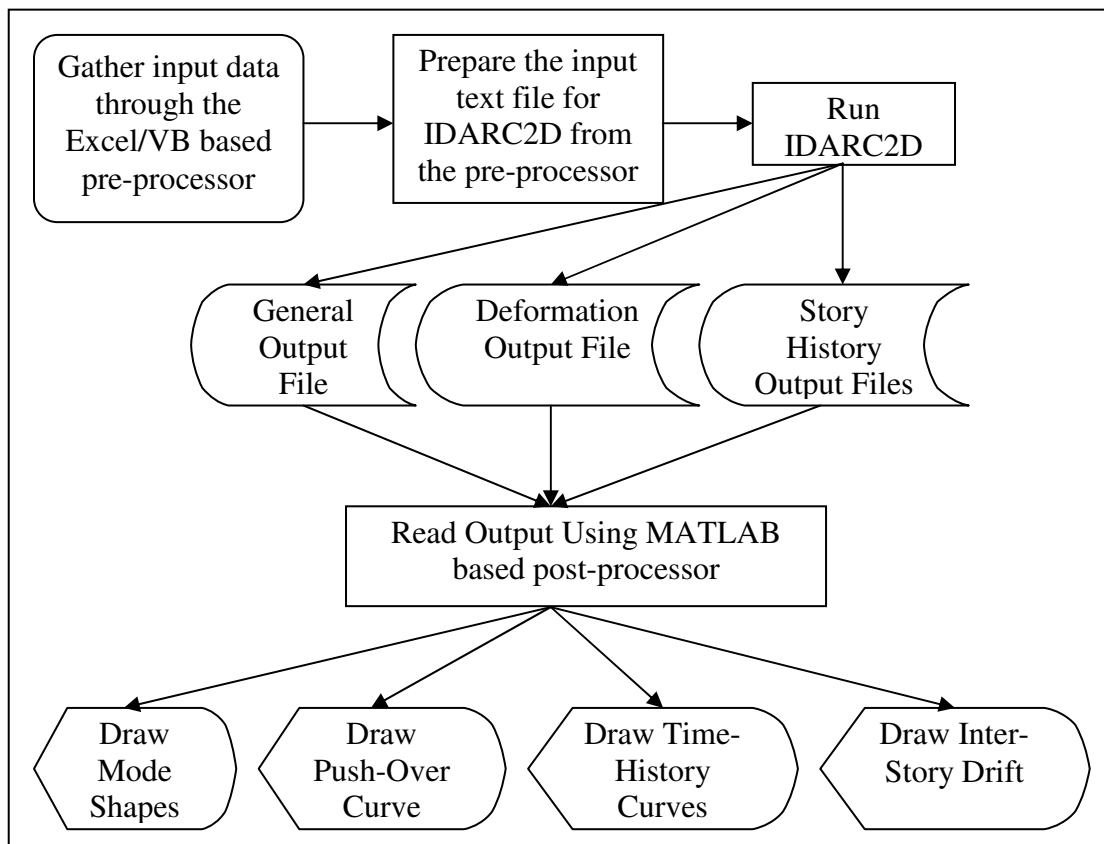 Gather input data
through the
Excel/VB based
pre-processor
Prepare the input
text file for
IDARC2D from
the pre-processor
Run
IDARC2D
General
Output
File
Deformation
Output File
Story
History
Output Files
Read Output Using MATLAB
based post-processor
Draw
Mode
Shapes
Draw
Push-Over
Curve
Draw Time-
History
Curves
Draw Inter-
Story Drift